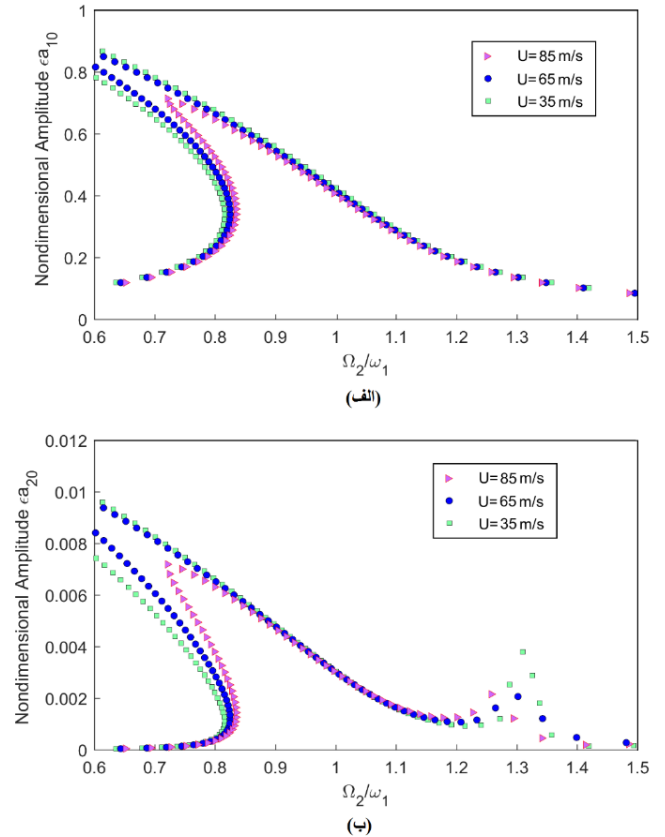 1
0.8
0.6
0.4
0.2
0
Nondimensional Amplitude ϵa₁₀
U= 85 m/s
U= 65 m/s
U= 35 m/s
0.6 0.7 0.8 0.9 1 1.1 1.2 1.3 1.4 1.5
Ω₂/ω₁
(الف)
0.012
0.01
0.008
0.006
0.004
0.002
0
Nondimensional Amplitude ϵa₂₀
U= 85 m/s
U= 65 m/s
U= 35 m/s
0.6 0.7 0.8 0.9 1 1.1 1.2 1.3 1.4 1.5
Ω₂/ω₁
(ب)